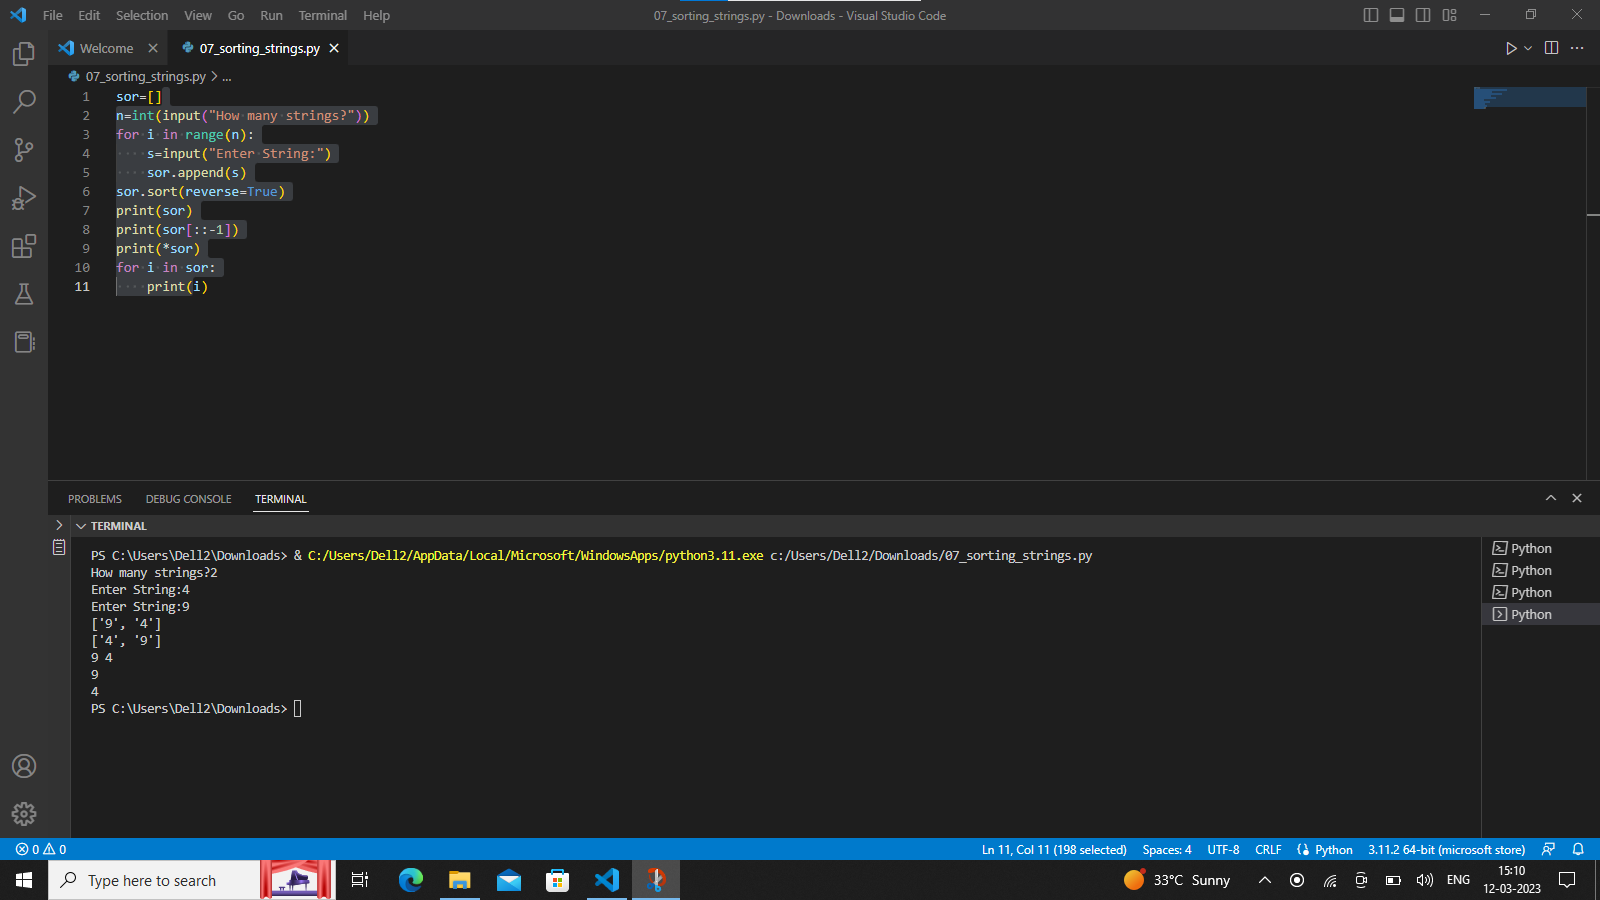 File Edit Selection View Go Run Terminal Help 07_sorting_strings.py - Downloads - Visual Studio Code
Welcome 07_sorting_strings.py
07_sorting_strings.py > ...
1 sor=[]
2 n=int(input("How many strings?"))
3 for i in range(n):
4     s=input("Enter String:")
5     sor.append(s)
6 sor.sort(reverse=True)
7 print(sor)
8 print(sor[::-1])
9 print(*sor)
10 for i in sor:
11     print(i)
PROBLEMS DEBUG CONSOLE TERMINAL
TERMINAL
PS C:\Users\Dell2\Downloads> & C:/Users/Dell2/AppData/Local/Microsoft/WindowsApps/python3.11.exe c:/Users/Dell2/Downloads/07_sorting_strings.py
How many strings?2
Enter String:4
Enter String:9
['9', '4']
['4', '9']
9 4
9
4
PS C:\Users\Dell2\Downloads>
Python
Python
Python
Python
0 0 Ln 11, Col 11 (198 selected) Spaces: 4 UTF-8 CRLF Python 3.11.2 64-bit (microsoft store)
Type here to search 33°C Sunny ENG 15:10
12-03-2023